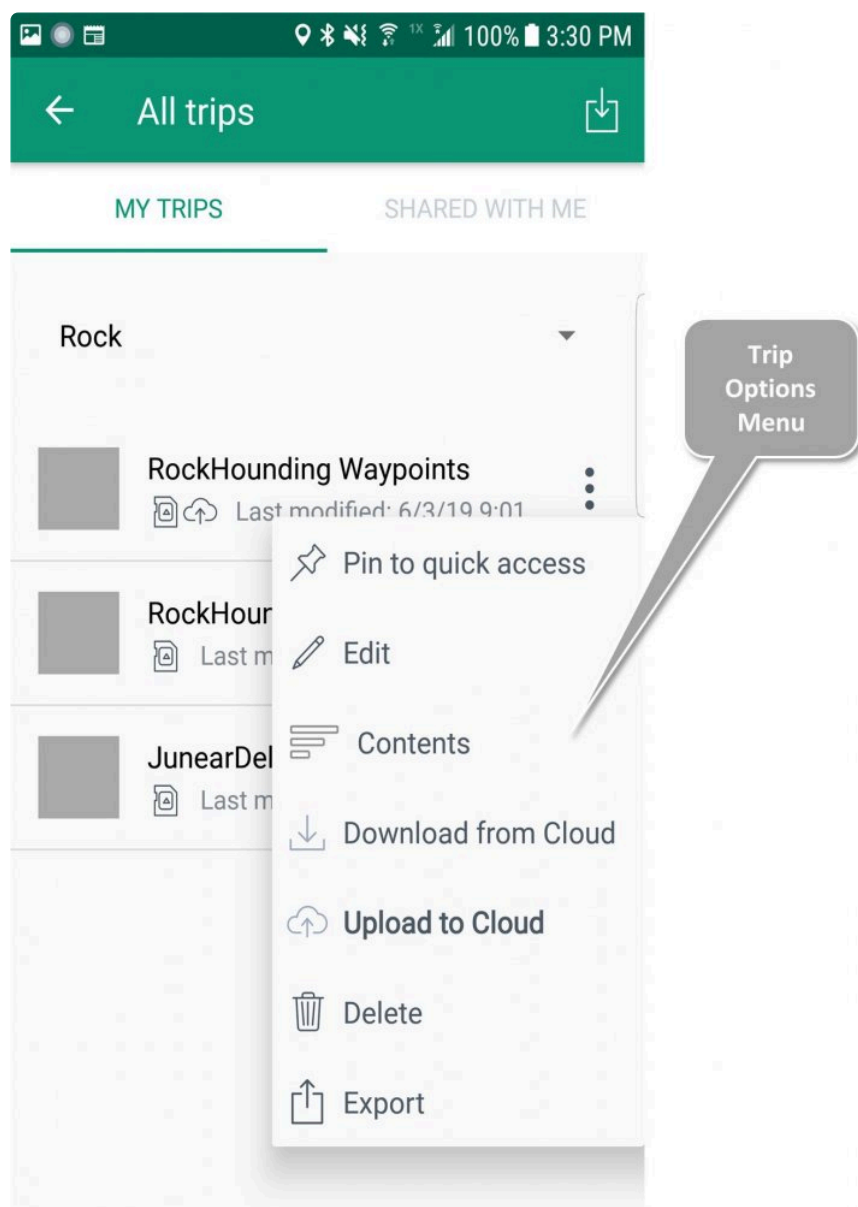 1X 100% 3:30 PM
All trips
MY TRIPS SHARED WITH ME
Rock
Trip
Options
Menu
RockHounding Waypoints
Last modified: 6/3/19 9:01
Pin to quick access
RockHoun
Last m
Edit
Contents
JunearDel
Last m
Download from Cloud
Upload to Cloud
Delete
Export